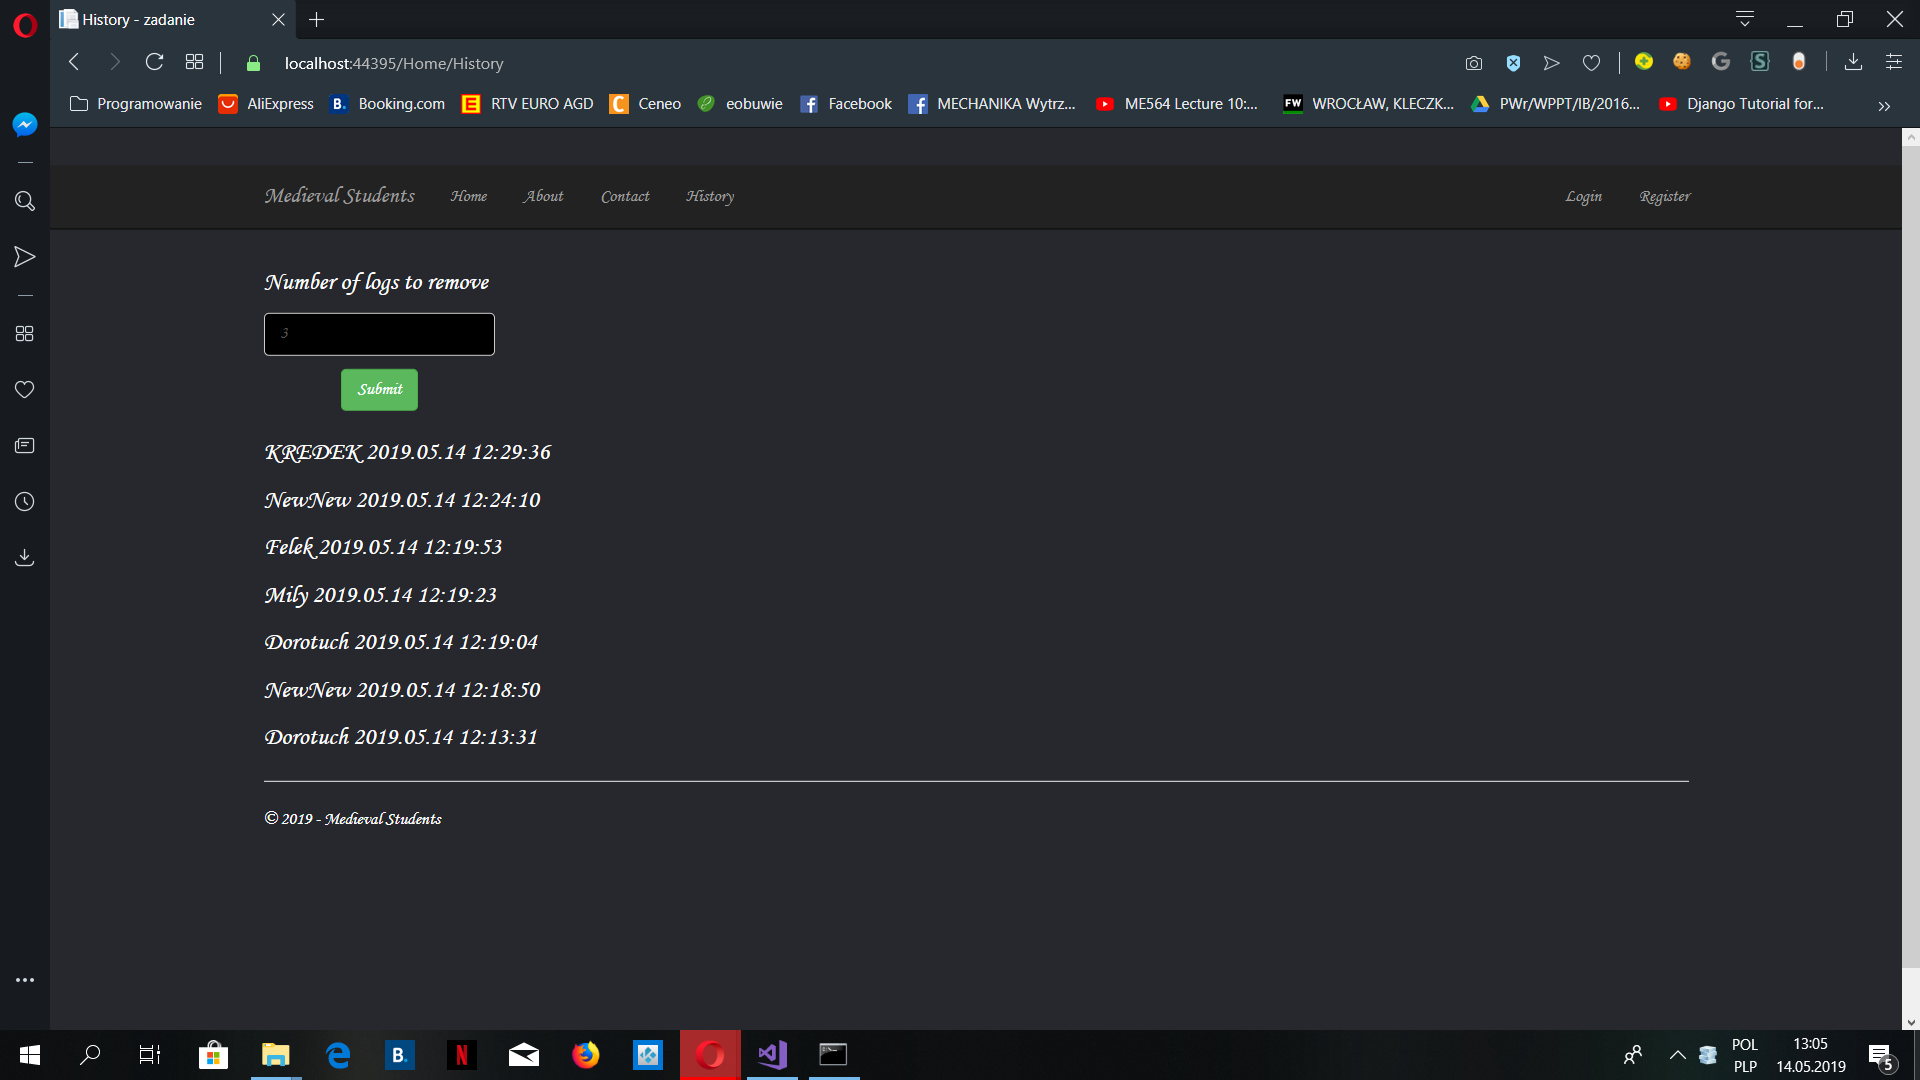 History - zadanie
localhost:44395/Home/History
Programowanie AliExpress Booking.com RTV EURO AGD Ceneo eobuwie Facebook MECHANIKA Wytrz... ME564 Lecture 10:... WROCŁAW, KLECZK... PWr/WPPT/IB/2016... Django Tutorial for...
Medieval Students Home About Contact History Login Register
Number of logs to remove
3
Submit
KREDEK 2019.05.14 12:29:36
NewNew 2019.05.14 12:24:10
Felek 2019.05.14 12:19:53
Mily 2019.05.14 12:19:23
Dorotuch 2019.05.14 12:19:04
NewNew 2019.05.14 12:18:50
Dorotuch 2019.05.14 12:13:31
© 2019 - Medieval Students
POL 13:05
PLP 14.05.2019 5